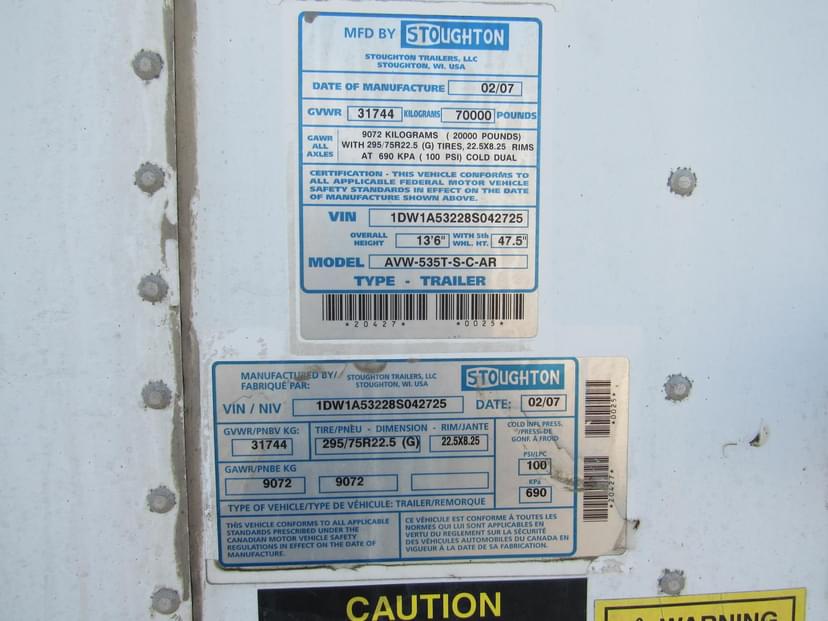 MFD BY STOUGHTON
STOUGHTON TRAILERS, LLC
STOUGHTON, WI. USA
DATE OF MANUFACTURE 02/07
GVWR 31744 KILOGRAMS 70000 POUNDS
GAWR ALL AXLES
9072 KILOGRAMS ( 20000 POUNDS)
WITH 295/75R22.5 (G) TIRES, 22.5X8.25 RIMS
AT 690 KPA ( 100 PSI) COLD DUAL
CERTIFICATION - THIS VEHICLE CONFORMS TO
ALL APPLICABLE FEDERAL MOTOR VEHICLE
SAFETY STANDARDS IN EFFECT ON THE DATE
OF MANUFACTURE SHOWN ABOVE.
VIN 1DW1A53228S042725
OVERALL HEIGHT 13'6" WITH 5th WHL. HT. 47.5"
MODEL AVW-535T-S-C-AR
TYPE - TRAILER
*20427* *0025*
MANUFACTURED BY/
FABRIQUÉ PAR:
STOUGHTON TRAILERS, LLC
STOUGHTON, WI. USA
STOUGHTON
VIN / NIV 1DW1A53228S042725 DATE: 02/07
GVWR/PNBV KG: TIRE/PNEU - DIMENSION - RIM/JANTE
31744 295/75R22.5 (G) 22.5X8.25
GAWR/PNBE KG
9072 9072
COLD INFL. PRESS.
/PRESS-DE
GONF. À FROID
PSI/LPC
100
KPa
690
TYPE OF VEHICLE/TYPE DE VÉHICULE: TRAILER/REMORQUE
THIS VEHICLE CONFORMS TO ALL APPLICABLE
STANDARDS PRESCRIBED UNDER THE
CANADIAN MOTOR VEHICLE SAFETY
REGULATIONS IN EFFECT ON THE DATE OF
MANUFACTURE.
CE VÉHICULE EST CONFORME À TOUTES LES
NORMES QUI LUI SONT APPLICABLES EN
VERTU DU REGLEMENT SUR LA SÉCURITÉ
DES VÉHICULES AUTOMOBILES DU CANADA EN
VIGUEUR À LA DATE DE SA FABRICATION.
*20427* *0025*
CAUTION
WARNING